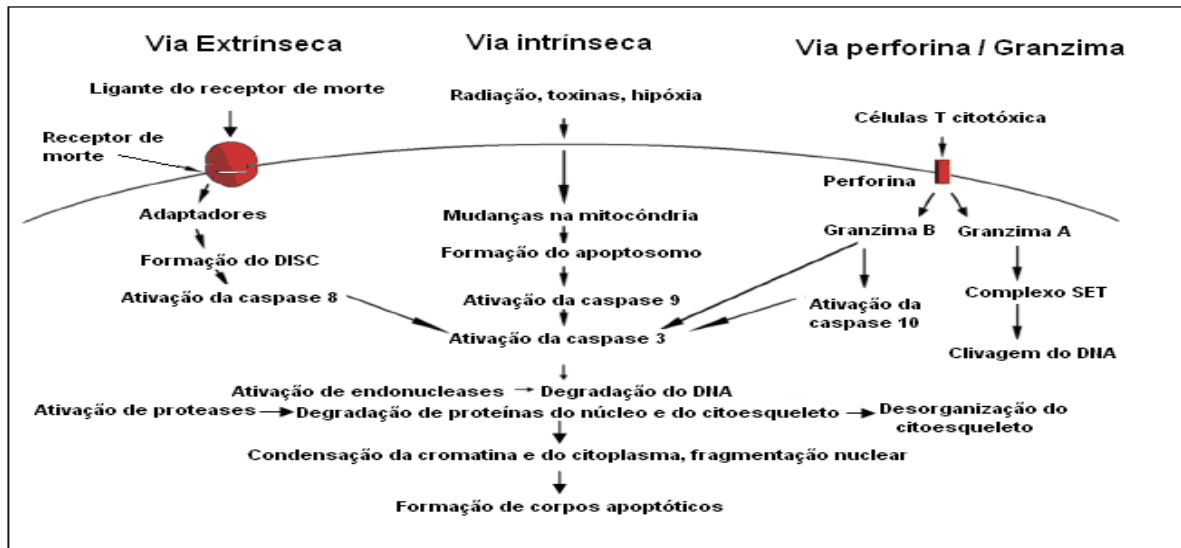 Via Extrínseca
Via intrínseca
Via perforina / Granzima
Ligante do receptor de morte
Radiação, toxinas, hipóxia
Células T citotóxica
Receptor de
morte
Perforina
Adaptadores
Mudanças na mitocôndria
Granzima B
Granzima A
Formação do DISC
Formação do apoptosomo
Ativação da caspase 8
Ativação da caspase 9
Ativação da
caspase 10
Complexo SET
Ativação da caspase 3
Clivagem do DNA
Ativação de endonucleases
Degradação do DNA
Ativação de proteases
Degradação de proteínas do núcleo e do citoesqueleto
Desorganização do
citoesqueleto
Condensação da cromatina e do citoplasma, fragmentação nuclear
Formação de corpos apoptóticos